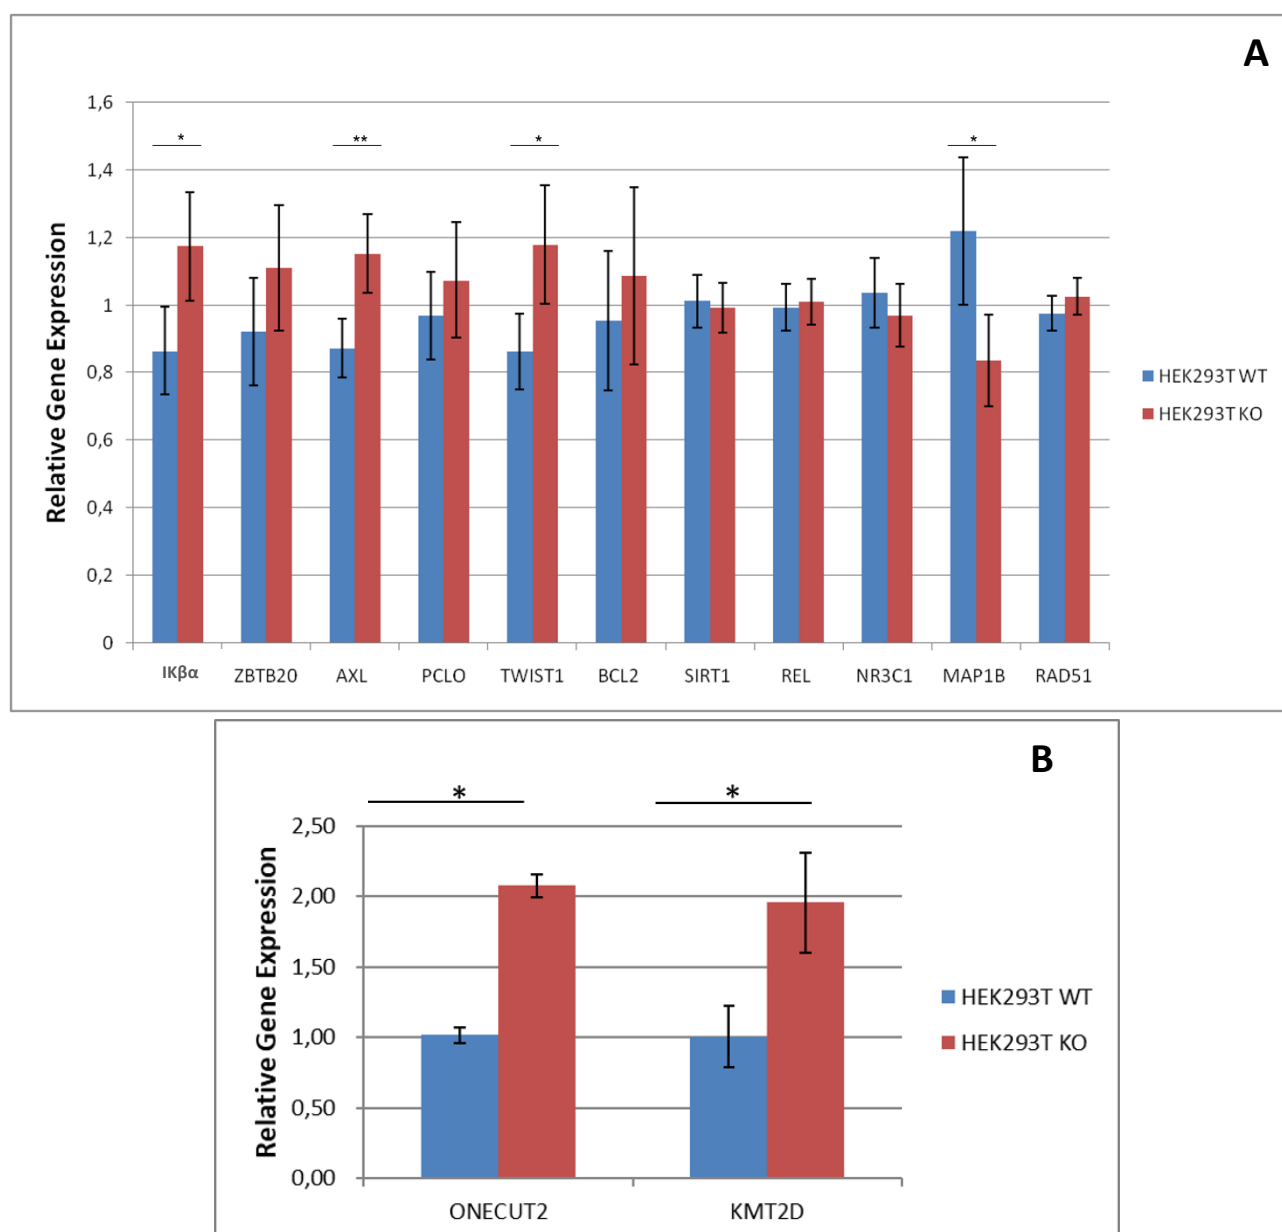 A
1,6
* ** * *
1,4
1,2
1
0,8
0,6
0,4
0,2
0
Relative Gene Expression
HEK293T WT
HEK293T KO
IKβα ZBTB20 AXL PCLO TWIST1 BCL2 SIRT1 REL NR3C1 MAP1B RAD51
B
* *
2,50
2,00
1,50
1,00
0,50
0,00
Relative Gene Expression
HEK293T WT
HEK293T KO
ONECUT2 KMT2D